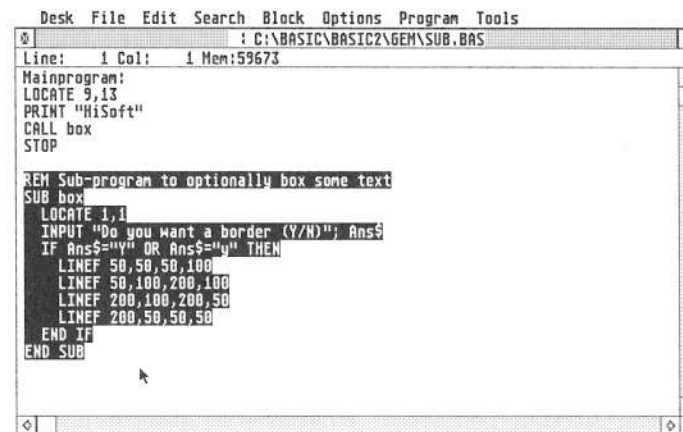 Desk File Edit Search Block Options Program Tools
: C:\BASIC\BASIC2\GEM\SUB.BAS
Line: 1 Col: 1 Mem:59673
Mainprogram:
LOCATE 9,13
PRINT "HiSoft"
CALL box
STOP
REM Sub-program to optionally box some text
SUB box
LOCATE 1,1
INPUT "Do you want a border (Y/N)"; Ans$
IF Ans$="Y" OR Ans$="y" THEN
LINEF 50,50,50,100
LINEF 50,100,200,100
LINEF 200,100,200,50
LINEF 200,50,50,50
END IF
END SUB